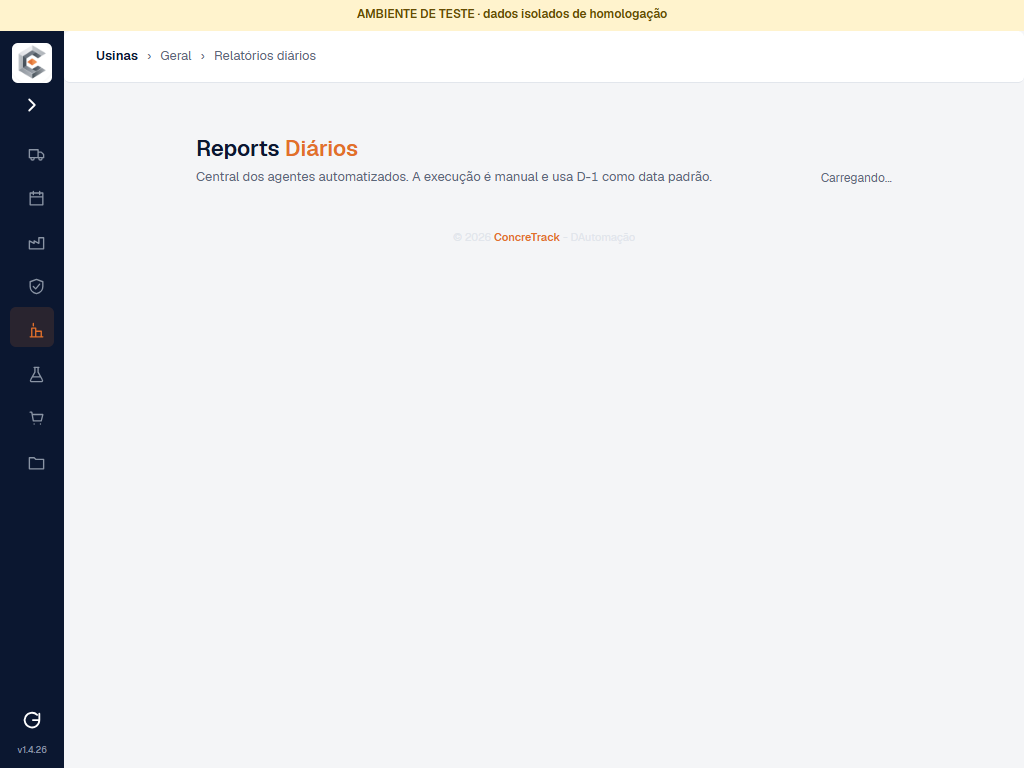 AMBIENTE DE TESTE · dados isolados de homologação
Usinas › Geral › Relatórios diários
Reports Diários
Central dos agentes automatizados. A execução é manual e usa D-1 como data padrão.
Carregando...
© 2026 ConcreTrack - DAutomação
v1.4.26